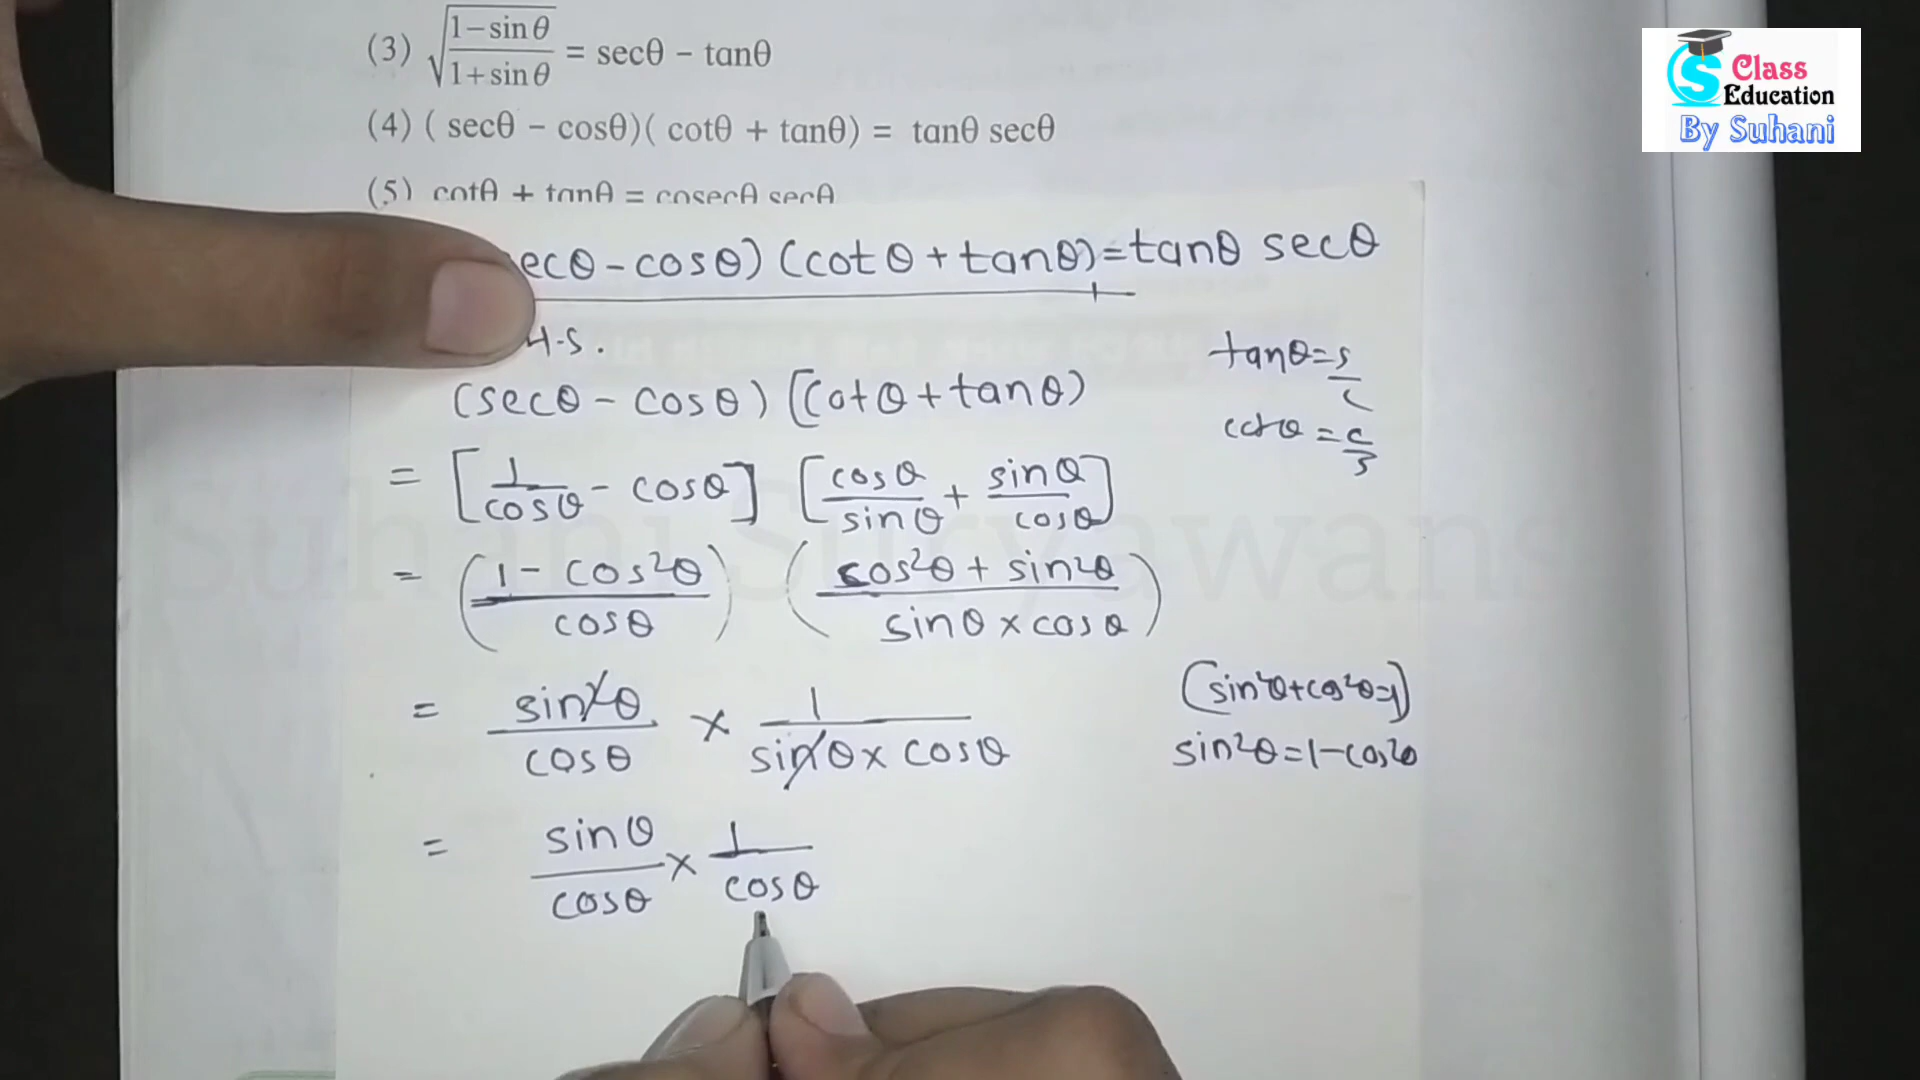 (3) √((1−sinθ)/(1+sinθ)) = secθ − tanθ
(4) ( secθ − cosθ)( cotθ + tanθ) = tanθ secθ
(5) cotθ + tanθ = cosecθ secθ
Class
Education
By Suhani
ecθ - cosθ) (cotθ + tanθ) = tanθ secθ
H.S.
(secθ - cosθ) (cotθ + tanθ)
= [1/cosθ - cosθ] [cosθ/sinθ + sinθ/cosθ]
= ((1 - cos²θ)/cosθ) ((cos²θ + sin²θ)/(sinθ × cosθ))
= sin²θ/cosθ × 1/(sinθ × cosθ)
= sinθ/cosθ × 1/cosθ
tanθ = s/c
cotθ = c/s
(sin²θ + cos²θ = 1)
sin²θ = 1 - cos²θ